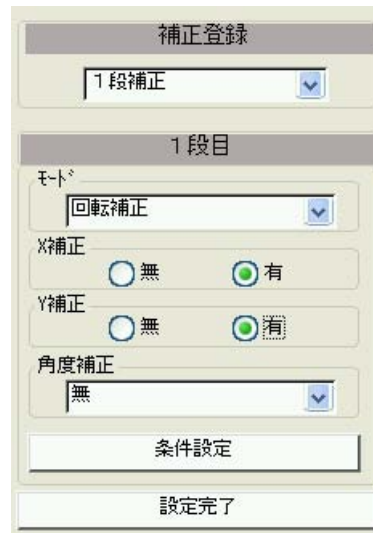 補正登録
1段補正
1段目
ﾓｰﾄﾞ
回転補正
X補正
無 有
Y補正
無 有
角度補正
無
条件設定
設定完了